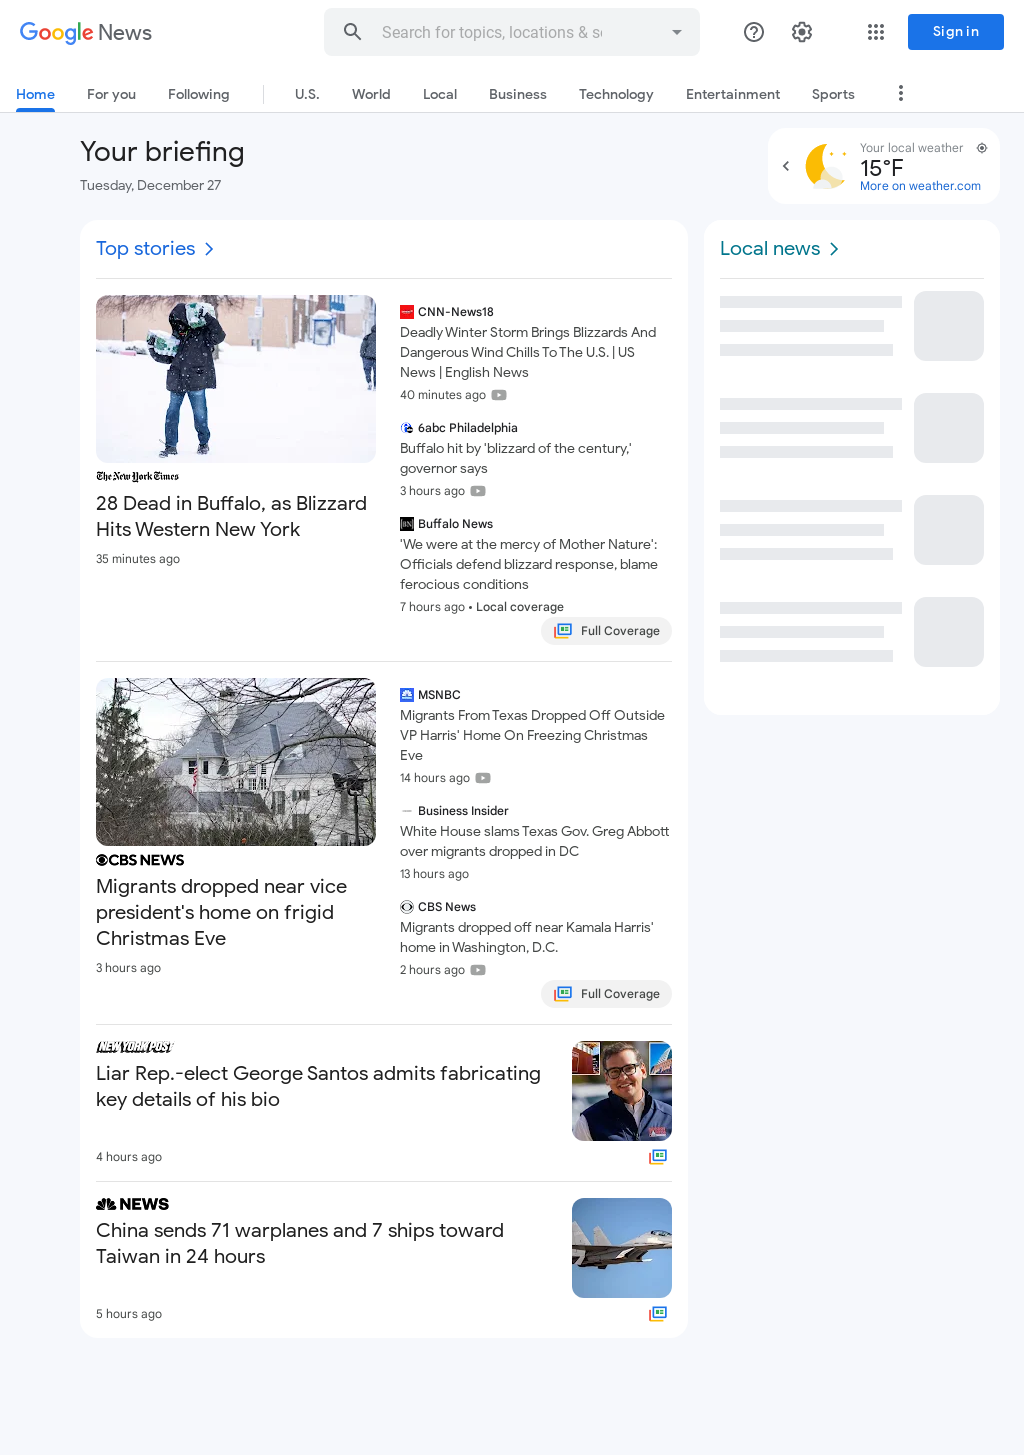 Google News
Search for topics, locations & so
Sign in
Home
For you
Following
U.S.
World
Local
Business
Technology
Entertainment
Sports
Your briefing
Tuesday, December 27
Your local weather
15°F
More on weather.com
Top stories
The New York Times
28 Dead in Buffalo, as Blizzard
Hits Western New York
35 minutes ago
CNN-News18
Deadly Winter Storm Brings Blizzards And
Dangerous Wind Chills To The U.S. | US
News | English News
40 minutes ago
6abc Philadelphia
Buffalo hit by 'blizzard of the century,'
governor says
3 hours ago
BN
Buffalo News
'We were at the mercy of Mother Nature':
Officials defend blizzard response, blame
ferocious conditions
7 hours ago • Local coverage
Full Coverage
CBS NEWS
Migrants dropped near vice
president's home on frigid
Christmas Eve
3 hours ago
MSNBC
Migrants From Texas Dropped Off Outside
VP Harris' Home On Freezing Christmas
Eve
14 hours ago
Business Insider
White House slams Texas Gov. Greg Abbott
over migrants dropped in DC
13 hours ago
CBS News
Migrants dropped off near Kamala Harris'
home in Washington, D.C.
2 hours ago
Full Coverage
NEW YORK POST
Liar Rep.-elect George Santos admits fabricating
key details of his bio
4 hours ago
NEWS
China sends 71 warplanes and 7 ships toward
Taiwan in 24 hours
5 hours ago
Local news